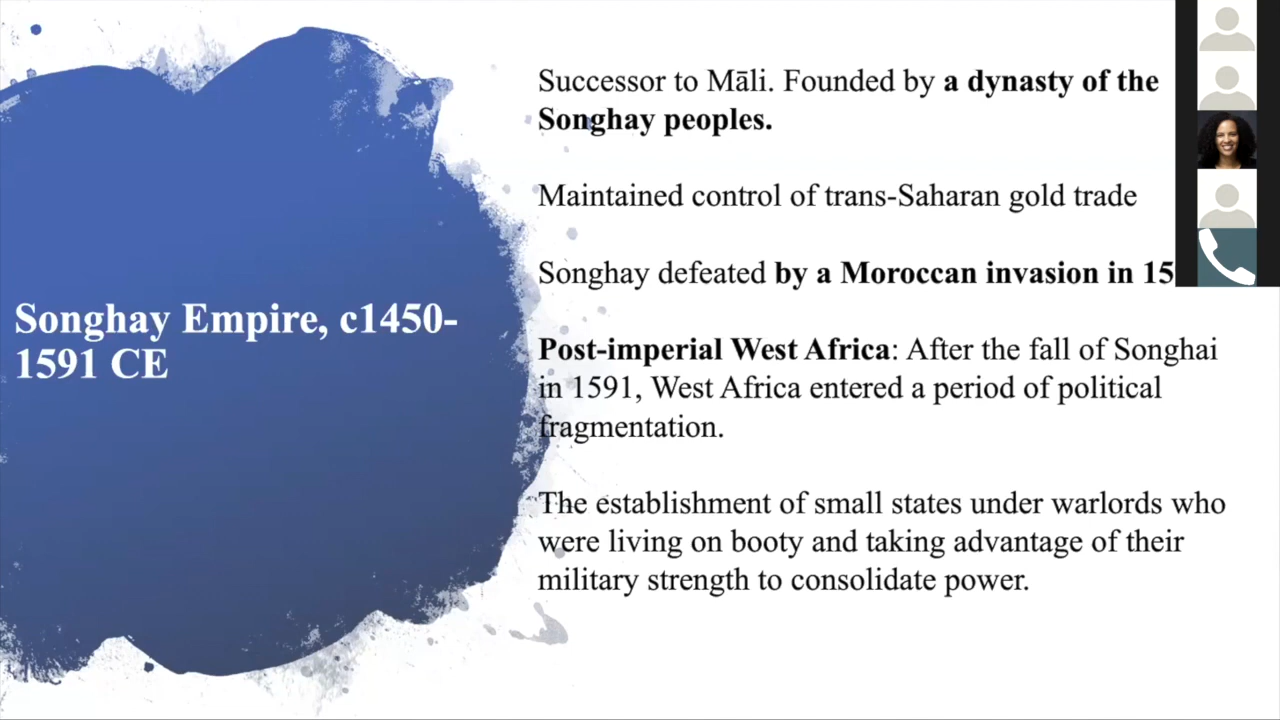 Songhay Empire, c1450-
1591 CE
Successor to Māli. Founded by a dynasty of the
Songhay peoples.
Maintained control of trans-Saharan gold trade
Songhay defeated by a Moroccan invasion in 15
Post-imperial West Africa: After the fall of Songhai
in 1591, West Africa entered a period of political
fragmentation.
The establishment of small states under warlords who
were living on booty and taking advantage of their
military strength to consolidate power.